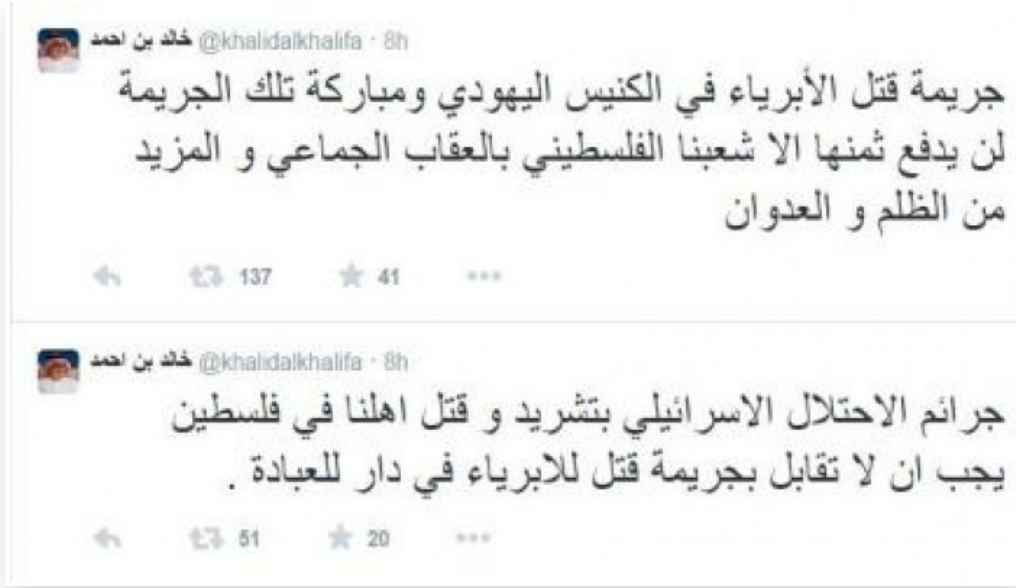 خالد بن احمد @khalidalkhalifa · 8h
جريمة قتل الأبرياء في الكنيس اليهودي ومباركة تلك الجريمة
لن يدفع ثمنها الا شعبنا الفلسطيني بالعقاب الجماعي و المزيد
من الظلم و العدوان
137 41
خالد بن احمد @khalidalkhalifa · 8h
جرائم الاحتلال الاسرائيلي بتشريد و قتل اهلنا في فلسطين
يجب ان لا تقابل بجريمة قتل للابرياء في دار للعبادة .
51 20